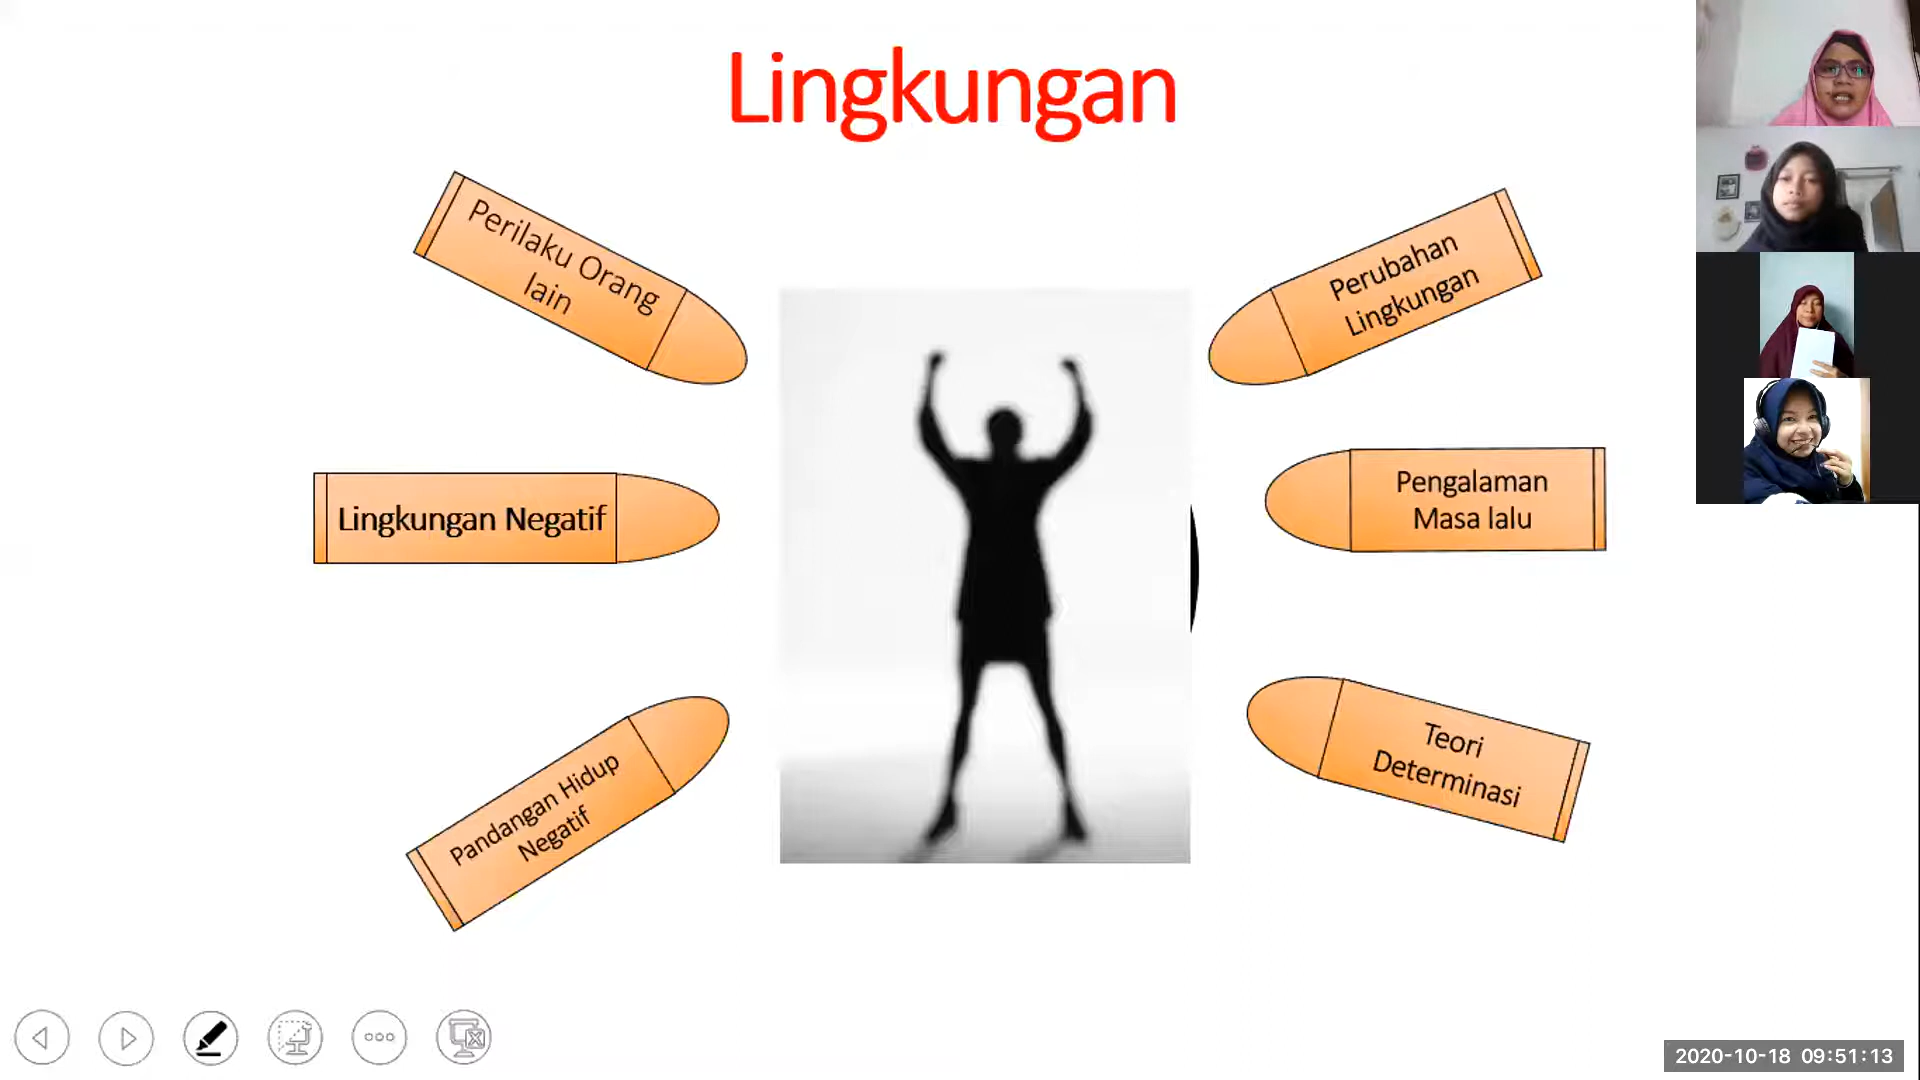 Lingkungan
Perilaku Orang
lain
Perubahan
Lingkungan
Lingkungan Negatif
Pengalaman
Masa lalu
Pandangan Hidup
Negatif
Teori
Determinasi
2020-10-18 09:51:13